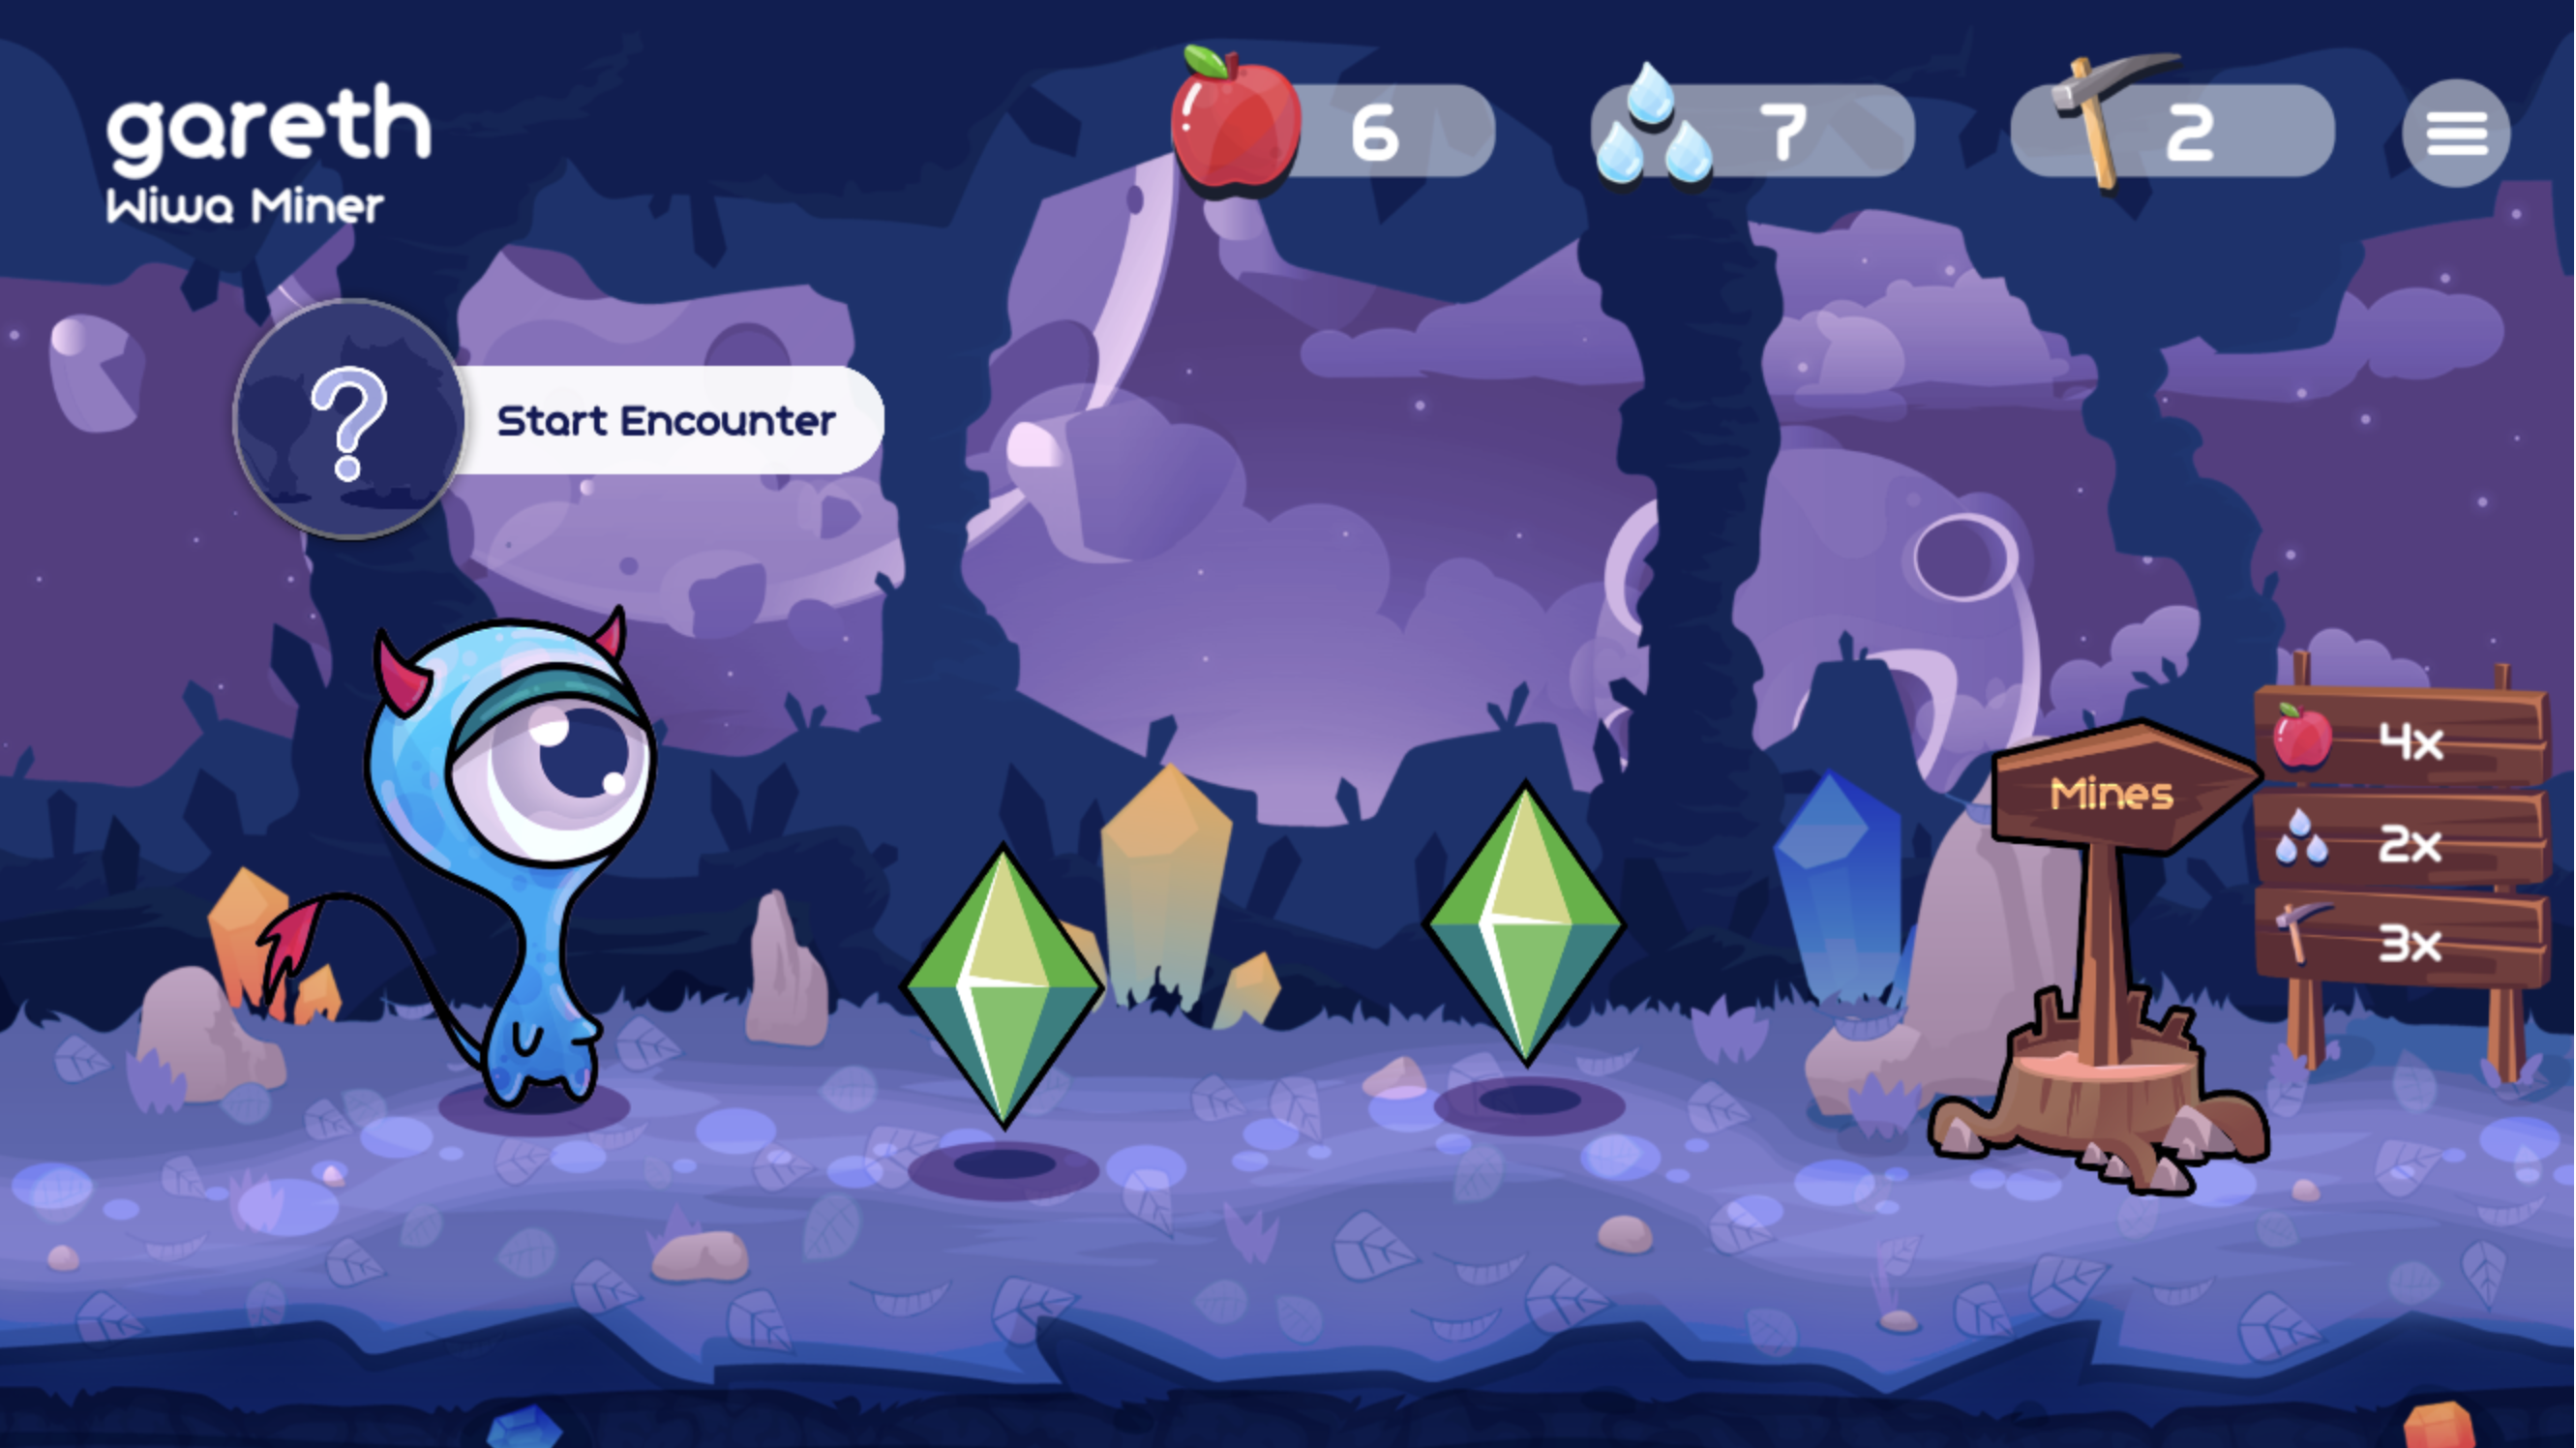 gareth
Wiwa Miner
6
7
2
?
Start Encounter
Mines
4x
2x
3x